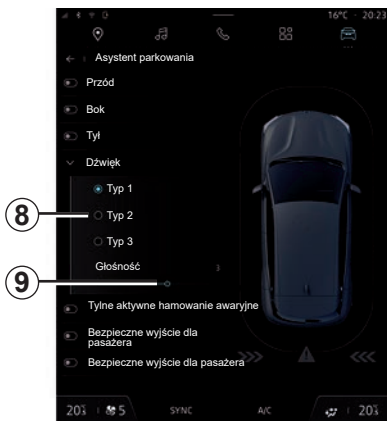 16°C 20:23
Asystent parkowania
Przód
Bok
Tył
Dźwięk
Typ 1
8
Typ 2
Typ 3
Głośność 3
9
Tylne aktywne hamowanie awaryjne
Bezpieczne wyjście dla
pasażera
Bezpieczne wyjście dla pasażera
20 5 SYNC A/C 20